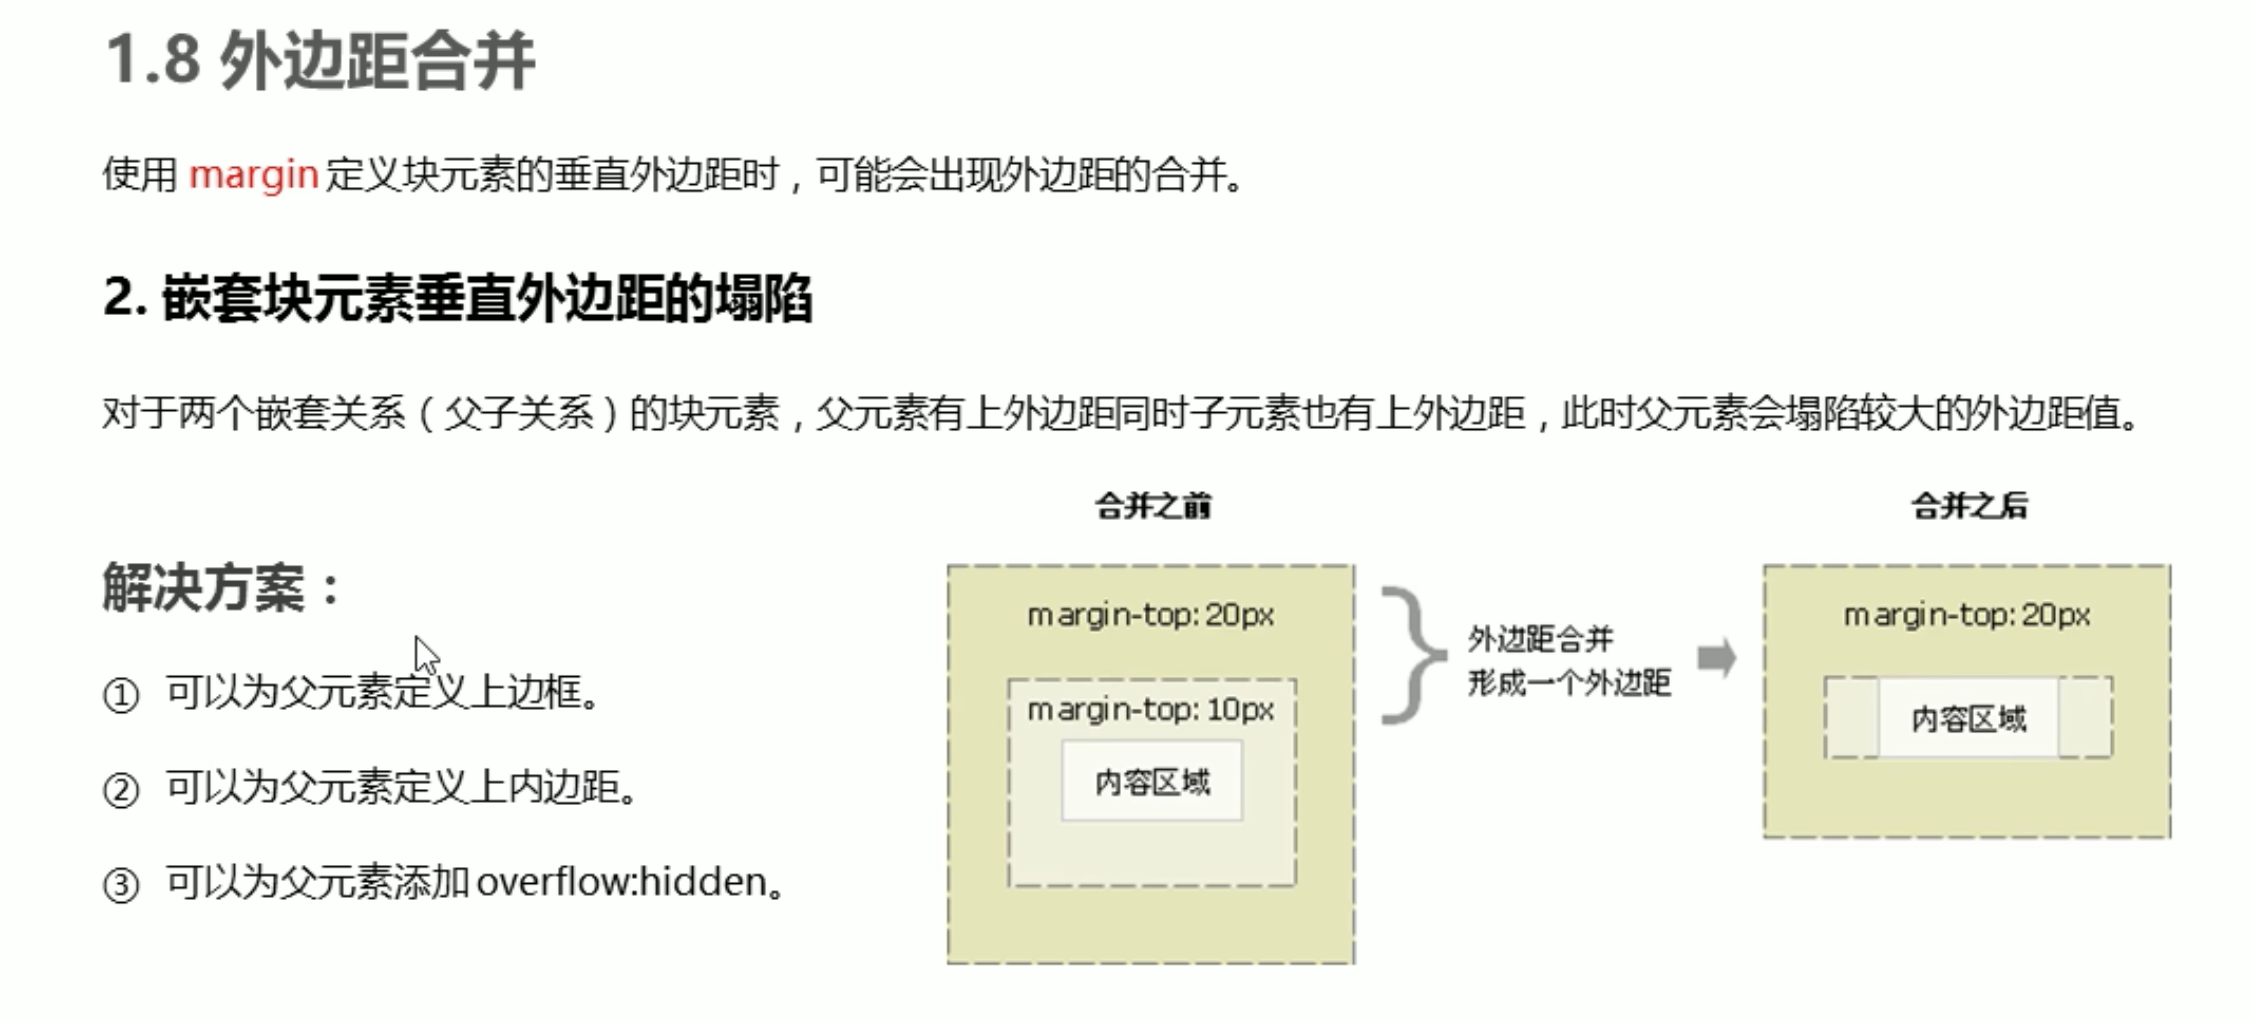 1.8 外边距合并
使用 margin 定义块元素的垂直外边距时，可能会出现外边距的合并。
2. 嵌套块元素垂直外边距的塌陷
对于两个嵌套关系（父子关系）的块元素，父元素有上外边距同时子元素也有上外边距，此时父元素会塌陷较大的外边距值。
解决方案：
① 可以为父元素定义上边框。
② 可以为父元素定义上内边距。
③ 可以为父元素添加overflow:hidden。
合并之前
margin-top:20px
margin-top:10px
内容区域
外边距合并
形成一个外边距
合并之后
margin-top:20px
内容区域